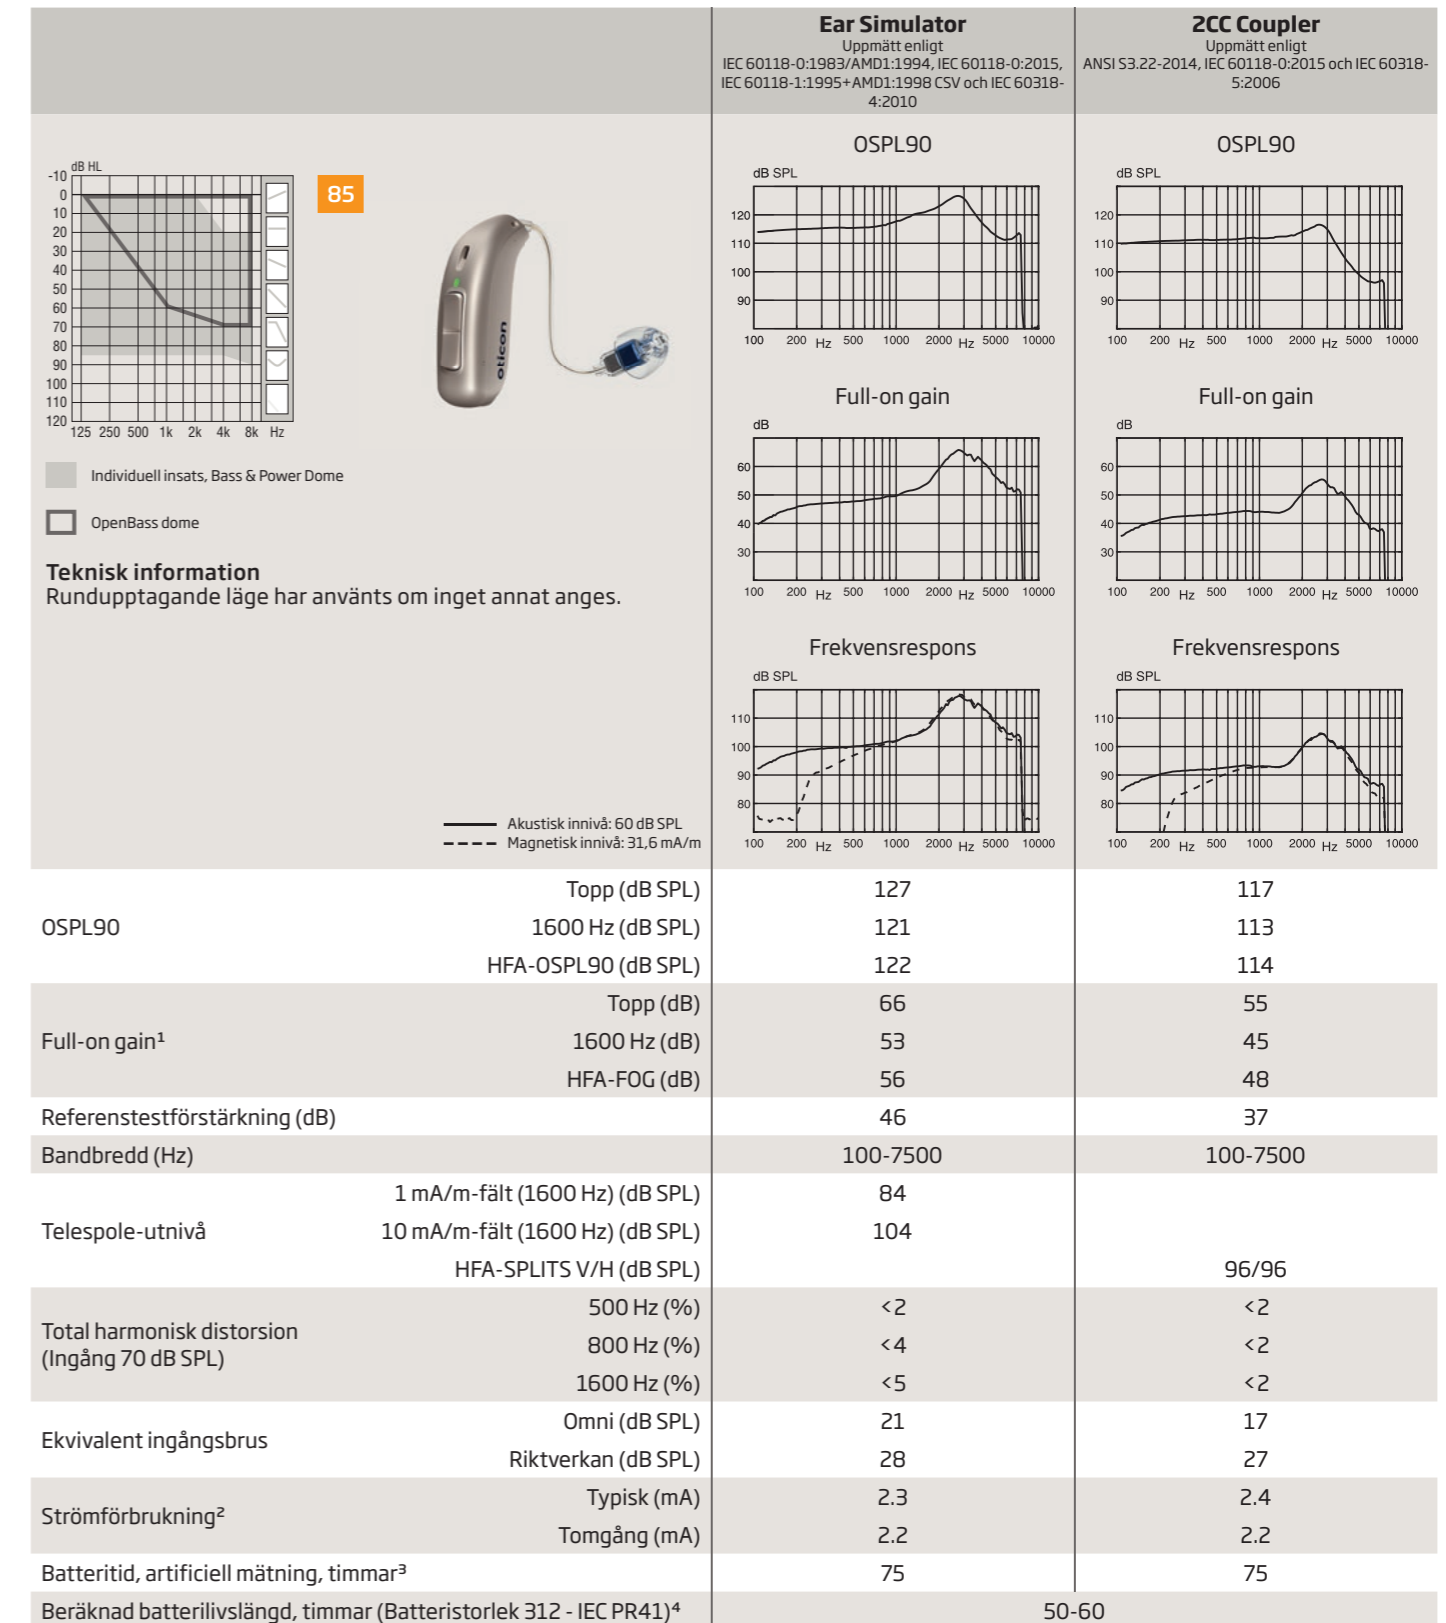 Ear Simulator
Uppmätt enligt
IEC 60118-0:1983/AMD1:1994, IEC 60118-0:2015,
IEC 60118-1:1995+AMD1:1998 CSV och IEC 60318-
4:2010
2CC Coupler
Uppmätt enligt
ANSI S3.22-2014, IEC 60118-0:2015 och IEC 60318-
5:2006
dB HL
-10
0
10
20
30
40
50
60
70
80
90
100
110
120
125 250 500 1k 2k 4k 8k Hz
85
oticon
Individuell insats, Bass & Power Dome
OpenBass dome
Teknisk information
Rundupptagande läge har använts om inget annat anges.
Akustisk innivå: 60 dB SPL
Magnetisk innivå: 31,6 mA/m
OSPL90
dB SPL
120
110
100
90
100 200 Hz 500 1000 2000 Hz 5000 10000
OSPL90
dB SPL
120
110
100
90
100 200 Hz 500 1000 2000 Hz 5000 10000
Full-on gain
dB
60
50
40
30
100 200 Hz 500 1000 2000 Hz 5000 10000
Full-on gain
dB
60
50
40
30
100 200 Hz 500 1000 2000 Hz 5000 10000
Frekvensrespons
dB SPL
110
100
90
80
100 200 Hz 500 1000 2000 Hz 5000 10000
Frekvensrespons
dB SPL
110
100
90
80
100 200 Hz 500 1000 2000 Hz 5000 10000
OSPL90
Topp (dB SPL) 127 117
1600 Hz (dB SPL) 121 113
HFA-OSPL90 (dB SPL) 122 114
Full-on gain¹
Topp (dB) 66 55
1600 Hz (dB) 53 45
HFA-FOG (dB) 56 48
Referenstestförstärkning (dB) 46 37
Bandbredd (Hz) 100-7500 100-7500
Telespole-utnivå
1 mA/m-fält (1600 Hz) (dB SPL) 84
10 mA/m-fält (1600 Hz) (dB SPL) 104
HFA-SPLITS V/H (dB SPL) 96/96
Total harmonisk distorsion
(Ingång 70 dB SPL)
500 Hz (%) <2 <2
800 Hz (%) <4 <2
1600 Hz (%) <5 <2
Ekvivalent ingångsbrus
Omni (dB SPL) 21 17
Riktverkan (dB SPL) 28 27
Strömförbrukning²
Typisk (mA) 2.3 2.4
Tomgång (mA) 2.2 2.2
Batteritid, artificiell mätning, timmar³ 75 75
Beräknad batterilivslängd, timmar (Batteristorlek 312 - IEC PR41)⁴ 50-60